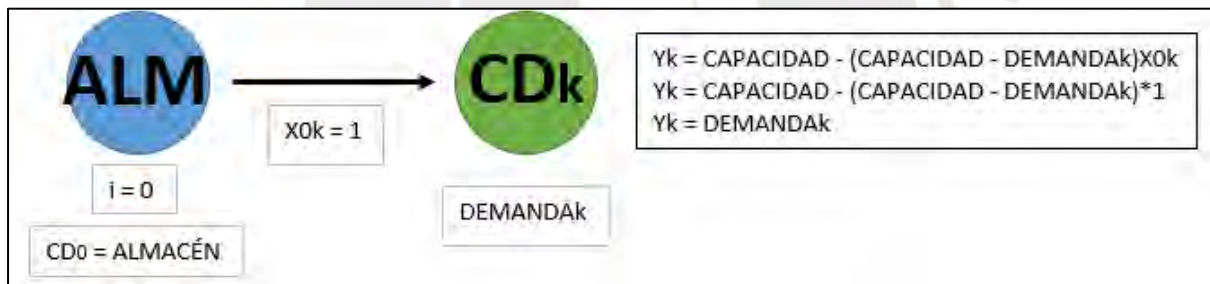 ALM
CDk
X0k = 1
i = 0
CD0 = ALMACÉN
DEMANDAk
Yk = CAPACIDAD - (CAPACIDAD - DEMANDAk)X0k
Yk = CAPACIDAD - (CAPACIDAD - DEMANDAk)*1
Yk = DEMANDAk